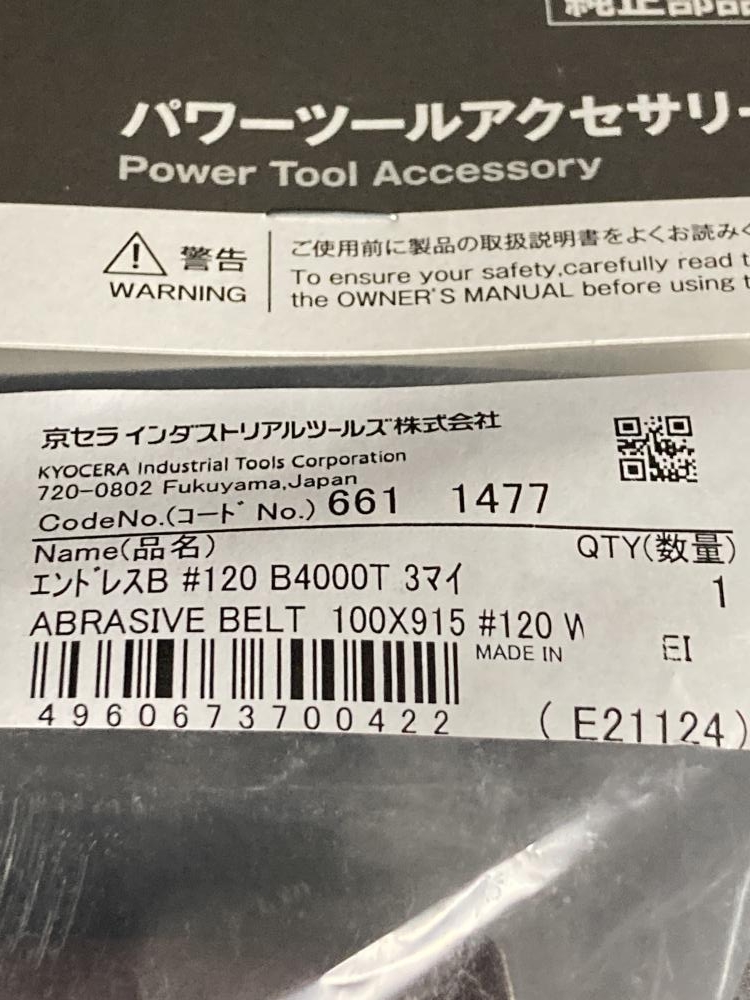 純正部品
パワーツールアクセサリー
Power Tool Accessory
警告
WARNING
ご使用前に製品の取扱説明書をよくお読み
To ensure your safety,carefully read
the OWNER'S MANUAL before using
京セラ インダストリアルツールズ株式会社
KYOCERA Industrial Tools Corporation
720-0802 Fukuyama,Japan
CodeNo.(コード No.) 661 1477
Name(品名) QTY(数量)
エンドレスB #120 B4000T 3マイ 1
ABRASIVE BELT 100X915 #120 W
MADE IN EI
4960673700422 (E21124)